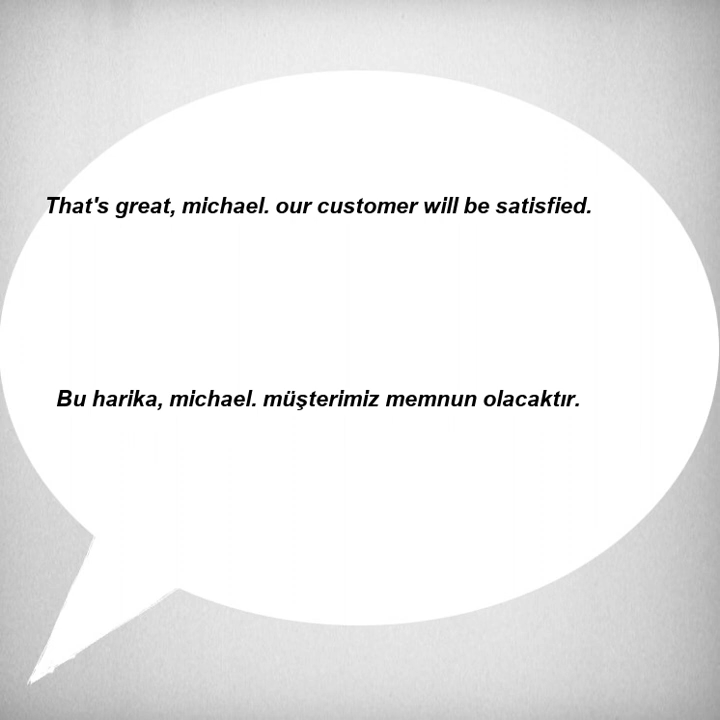 That's great, michael. our customer will be satisfied.
Bu harika, michael. müşterimiz memnun olacaktır.